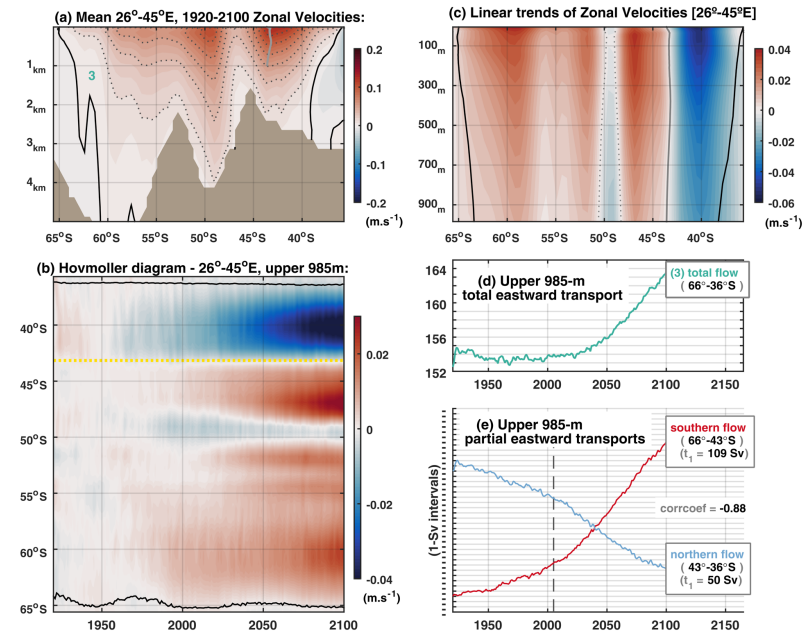 (a) Mean 26°-45°E, 1920-2100 Zonal Velocities:
1km
2km
3km
4km
3
65°S 60°S 55°S 50°S 45°S 40°S
0.2
0.1
0
-0.1
-0.2
(m.s⁻¹)
(c) Linear trends of Zonal Velocities [26º-45ºE]
100m
300m
500m
700m
900m
65°S 60°S 55°S 50°S 45°S 40°S
0.04
0.02
0
-0.02
-0.04
-0.06
(m.s⁻¹)
(b) Hovmoller diagram - 26°-45°E, upper 985m:
40°S
45°S
50°S
55°S
60°S
65°S
1950 2000 2050 2100
0.02
0
-0.02
-0.04
(m.s⁻¹)
(d) Upper 985-m
total eastward transport
164
160
156
152
1950 2000 2050 2100 2150
(3) total flow
( 66°-36°S )
(e) Upper 985-m
partial eastward transports
(1-Sv intervals)
southern flow
( 66°-43°S )
(t₁ = 109 Sv)
corrcoef = -0.88
northern flow
( 43°-36°S )
(t₁ = 50 Sv)
1950 2000 2050 2100 2150